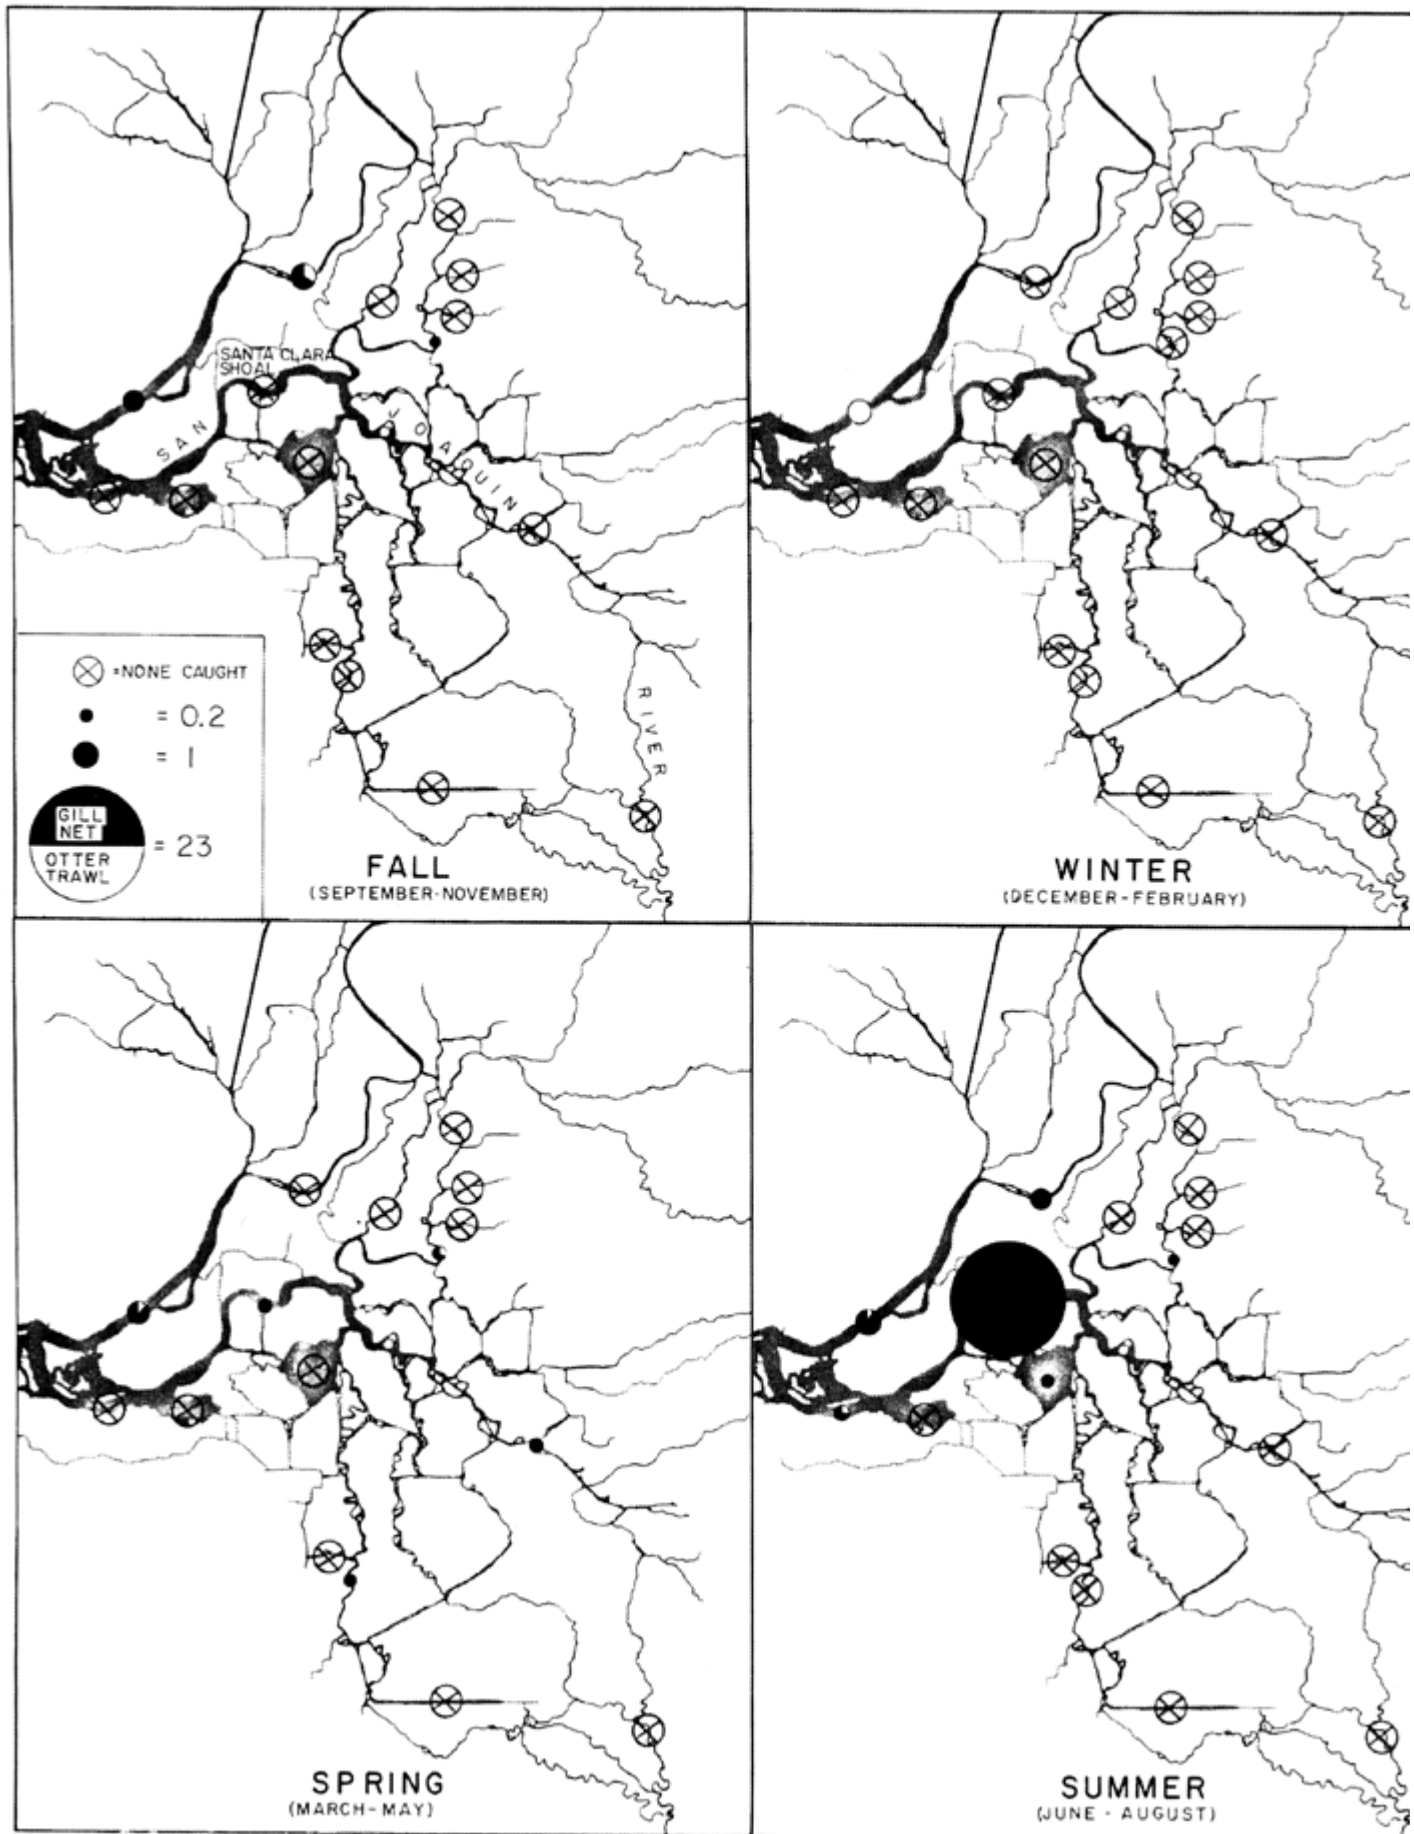 SANTA CLARA
SHOAL
SAN
JOAQUIN
RIVER
=NONE CAUGHT
= 0.2
= 1
GILL
NET
OTTER
TRAWL
= 23
FALL
(SEPTEMBER-NOVEMBER)
WINTER
(DECEMBER-FEBRUARY)
SPRING
(MARCH-MAY)
SUMMER
(JUNE - AUGUST)